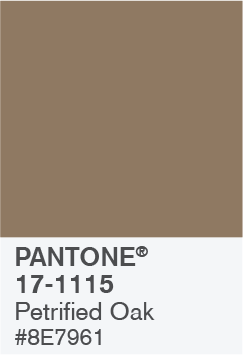 PANTONE®
17-1115
Petrified Oak
#8E7961